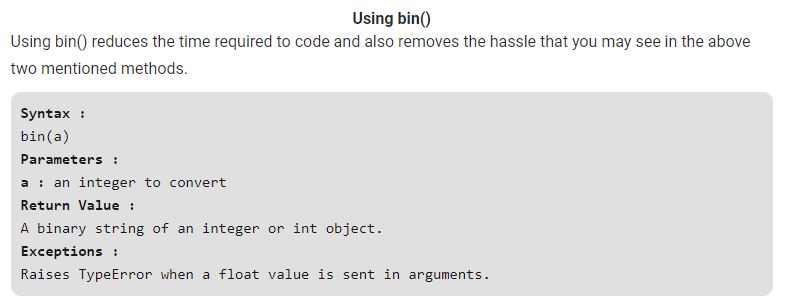 Using bin()
Using bin() reduces the time required to code and also removes the hassle that you may see in the above
two mentioned methods.
Syntax :
bin(a)
Parameters :
a : an integer to convert
Return Value :
A binary string of an integer or int object.
Exceptions :
Raises TypeError when a float value is sent in arguments.